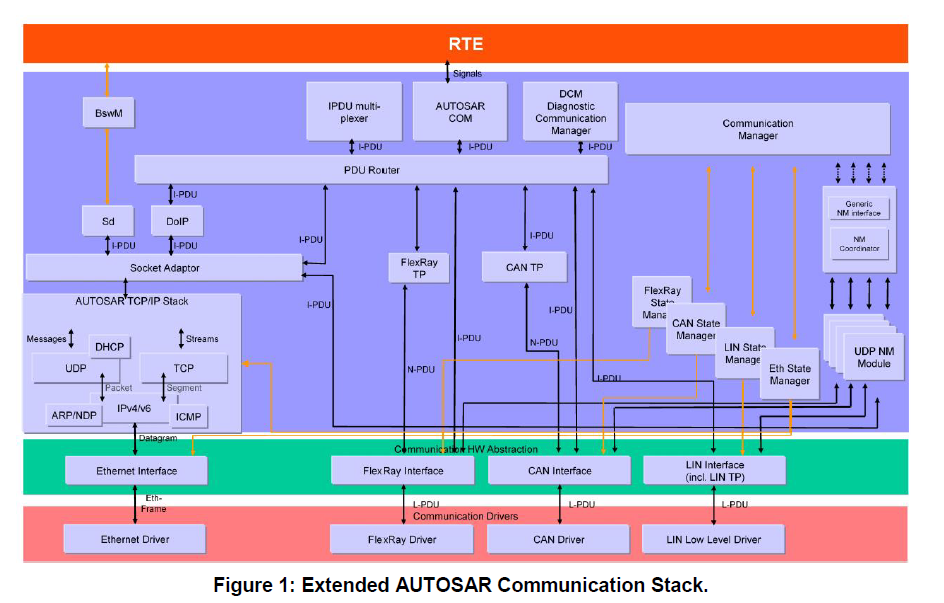 RTE
Signals
BswM
IPDU multi-
plexer
AUTOSAR
COM
DCM
Diagnostic
Communication
Manager
Communication
Manager
I-PDU
I-PDU
I-PDU
PDU Router
I-PDU
Generic
NM interface
Sd
DoIP
I-PDU
I-PDU
I-PDU
I-PDU
NM
Coordinator
Socket Adaptor
FlexRay
TP
CAN TP
AUTOSAR TCP/IP Stack
I-PDU
I-PDU
FlexRay
State
Mana
CAN State
Manager
Messages
Streams
DHCP
I-PDU
N-PDU
LIN State
Manager
UDP NM
Module
UDP
TCP
N-PDU
Eth State
Manager
I-PDU
Packet
Segment
IPv4/v6
ARP/NDP
ICMP
Datagram
Communication HW Abstraction
Ethernet Interface
FlexRay Interface
CAN Interface
LIN Interface
(incl. LIN TP)
Eth-
Frame
L-PDU
L-PDU
L-PDU
Communication Drivers
Ethernet Driver
FlexRay Driver
CAN Driver
LIN Low Level Driver
Figure 1: Extended AUTOSAR Communication Stack.